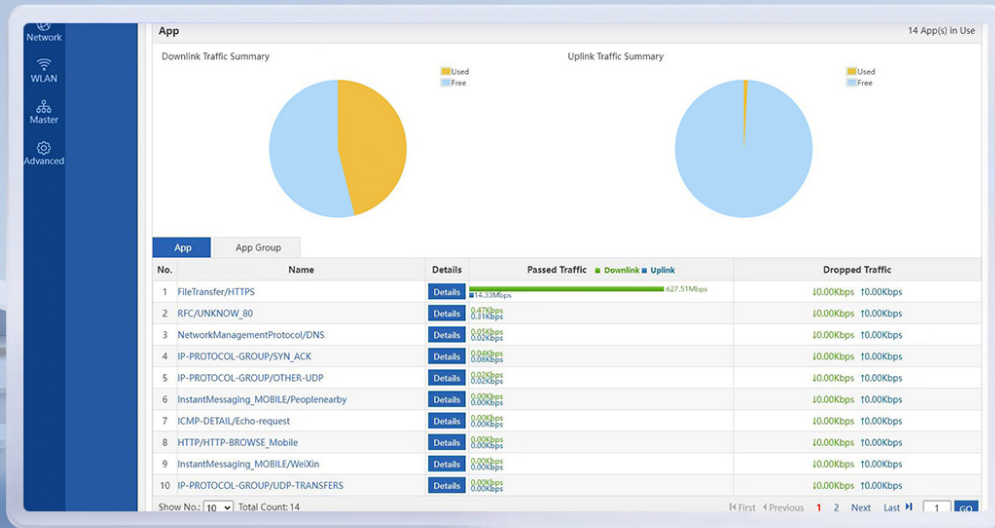 Network
WLAN
Master
Advanced
App
14 App(s) in Use
Downlink Traffic Summary
Used
Free
Uplink Traffic Summary
Used
Free
App
App Group
No. Name Details Passed Traffic Downlink Uplink Dropped Traffic
1 FileTransfer/HTTPS Details 627.51Mbps 14.33Mbps ↓0.00Kbps ↑0.00Kbps
2 RFC/UNKNOW_80 Details 0.47Kbps 0.31Kbps ↓0.00Kbps ↑0.00Kbps
3 NetworkManagementProtocol/DNS Details 0.05Kbps 0.02Kbps ↓0.00Kbps ↑0.00Kbps
4 IP-PROTOCOL-GROUP/SYN_ACK Details 0.04Kbps 0.08Kbps ↓0.00Kbps ↑0.00Kbps
5 IP-PROTOCOL-GROUP/OTHER-UDP Details 0.02Kbps 0.02Kbps ↓0.00Kbps ↑0.00Kbps
6 InstantMessaging_MOBILE/Peoplenearby Details 0.00Kbps 0.00Kbps ↓0.00Kbps ↑0.00Kbps
7 ICMP-DETAIL/Echo-request Details 0.00Kbps 0.00Kbps ↓0.00Kbps ↑0.00Kbps
8 HTTP/HTTP-BROWSE_Mobile Details 0.00Kbps 0.00Kbps ↓0.00Kbps ↑0.00Kbps
9 InstantMessaging_MOBILE/WeiXin Details 0.00Kbps 0.00Kbps ↓0.00Kbps ↑0.00Kbps
10 IP-PROTOCOL-GROUP/UDP-TRANSFERS Details 0.00Kbps 0.00Kbps ↓0.00Kbps ↑0.00Kbps
Show No.: 10 Total Count: 14 First Previous 1 2 Next Last 1 GO